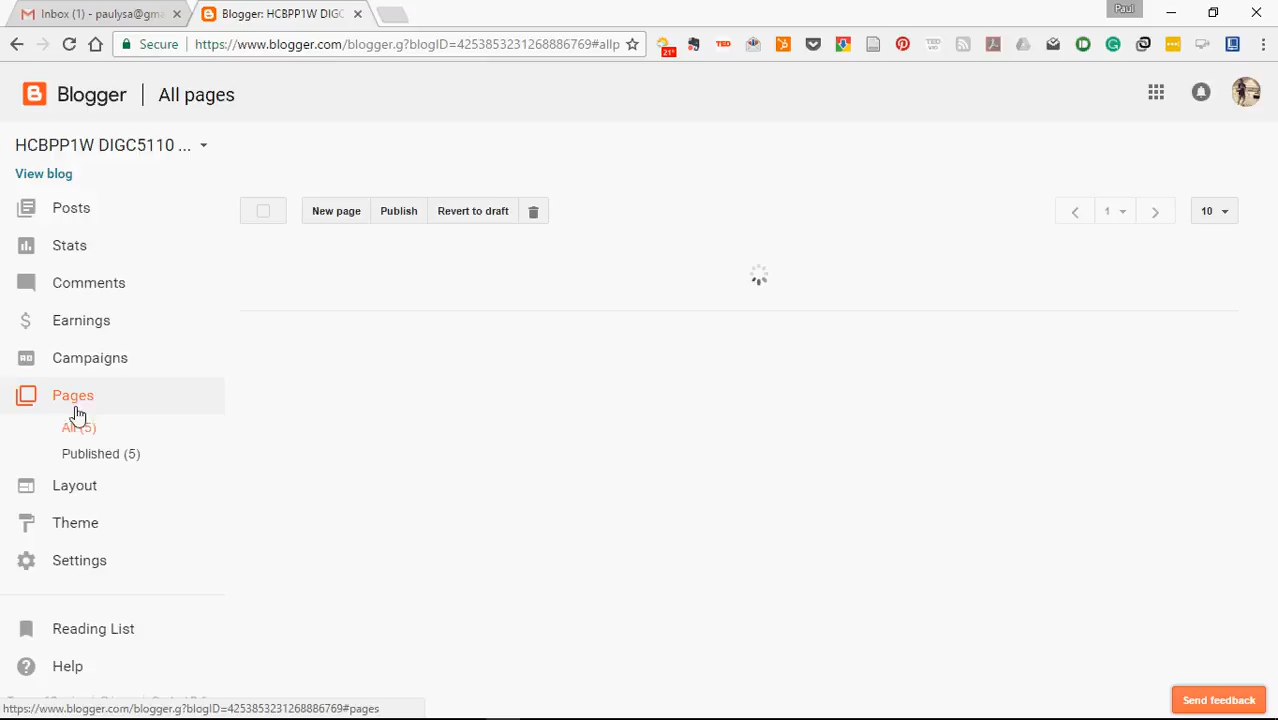 Inbox (1) - paulysa@gma
Blogger: HCBPP1W DIGC
Paul
Secure
https://www.blogger.com/blogger.g?blogID=4253853231268886769#allp
21°
TED
Blogger
All pages
HCBPP1W DIGC5110 ...
View blog
Posts
Stats
Comments
Earnings
Campaigns
Pages
All (5)
Published (5)
Layout
Theme
Settings
Reading List
Help
New page
Publish
Revert to draft
1
10
https://www.blogger.com/blogger.g?blogID=4253853231268886769#pages
Send feedback